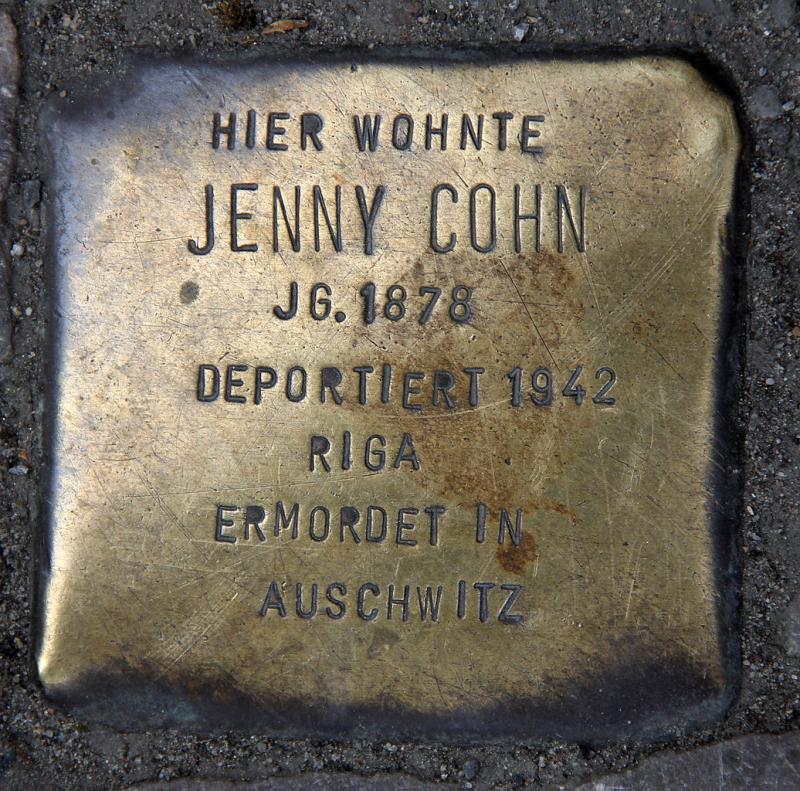 HIER WOHNTE
JENNY COHN
JG. 1878
DEPORTIERT 1942
RIGA
ERMORDET IN
AUSCHWITZ